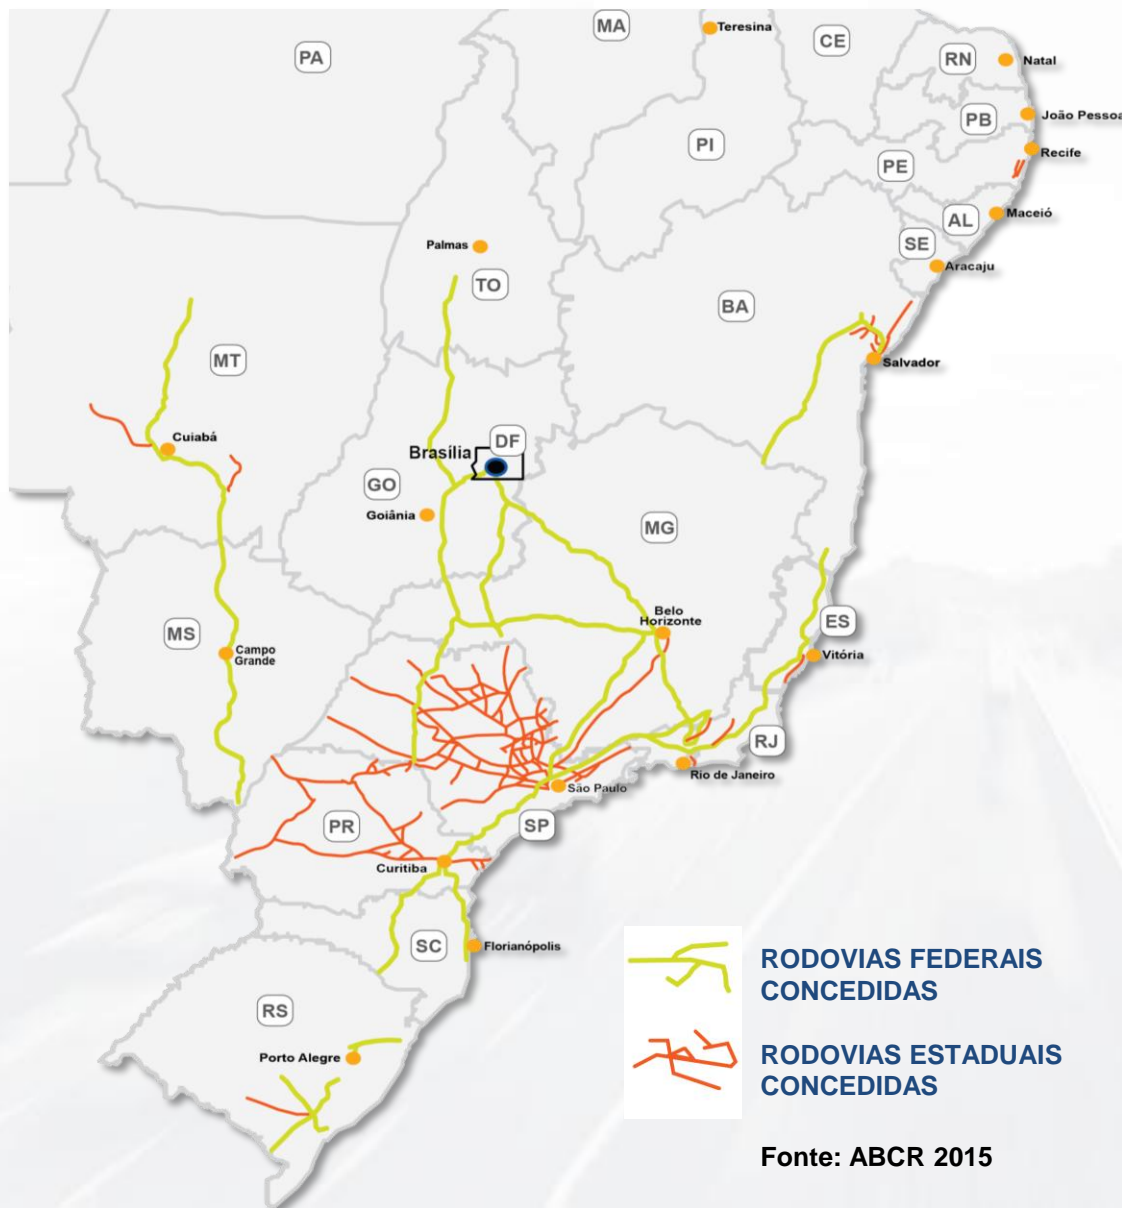 MA
Teresina
CE
PA
RN
Natal
PB
João Pessoa
PI
Recife
PE
AL
Maceió
SE
Palmas
Aracaju
TO
BA
MT
Salvador
Cuiabá
DF
Brasília
GO
Goiânia
MG
Belo
Horizonte
ES
MS
Campo
Grande
Vitória
RJ
Rio de Janeiro
São Paulo
PR
SP
Curitiba
SC
Florianópolis
RS
Porto Alegre
RODOVIAS FEDERAIS
CONCEDIDAS
RODOVIAS ESTADUAIS
CONCEDIDAS
Fonte: ABCR 2015